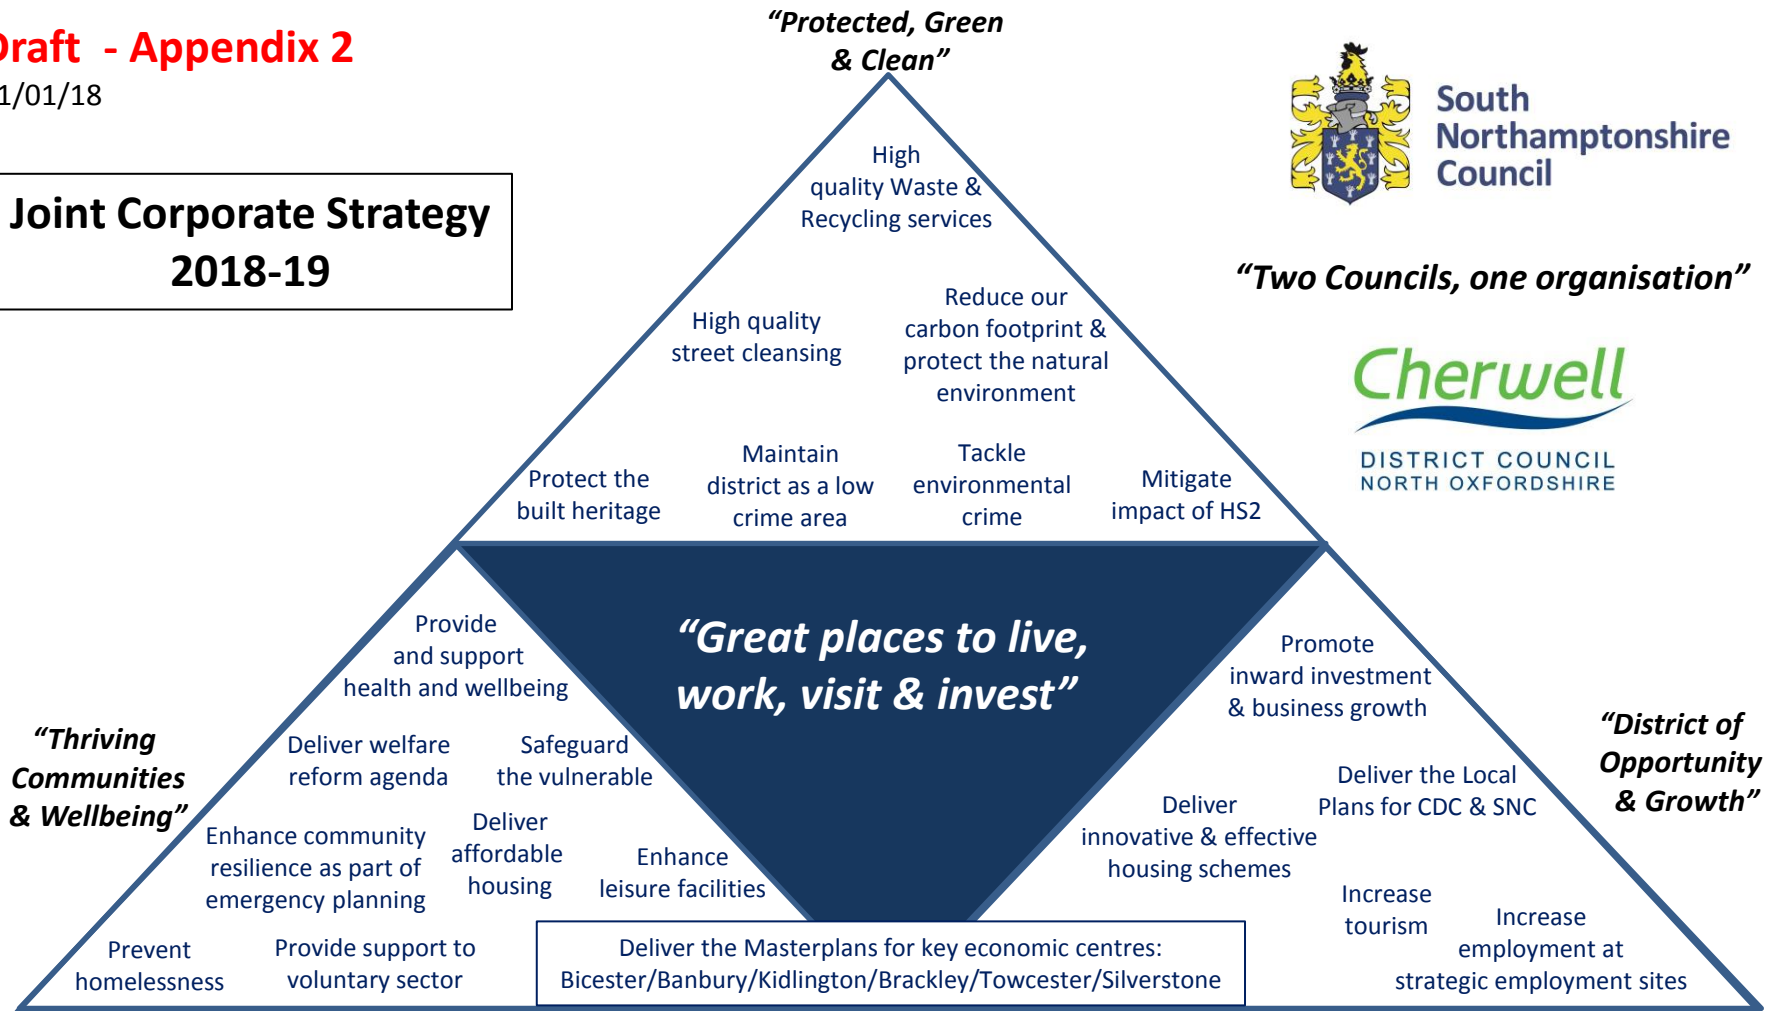 Draft - Appendix 2
1/01/18
Joint Corporate Strategy
2018-19
“Protected, Green
& Clean”
South
Northamptonshire
Council
“Two Councils, one organisation”
Cherwell
DISTRICT COUNCIL
NORTH OXFORDSHIRE
High
quality Waste &
Recycling services
High quality
street cleansing
Reduce our
carbon footprint &
protect the natural
environment
Protect the
built heritage
Maintain
district as a low
crime area
Tackle
environmental
crime
Mitigate
impact of HS2
“Great places to live,
work, visit & invest”
“Thriving
Communities
& Wellbeing”
Provide
and support
health and wellbeing
Deliver welfare
reform agenda
Safeguard
the vulnerable
Enhance community
resilience as part of
emergency planning
Deliver
affordable
housing
Enhance
leisure facilities
Prevent
homelessness
Provide support to
voluntary sector
Deliver the Masterplans for key economic centres:
Bicester/Banbury/Kidlington/Brackley/Towcester/Silverstone
“District of
Opportunity
& Growth”
Promote
inward investment
& business growth
Deliver the Local
Plans for CDC & SNC
Deliver
innovative & effective
housing schemes
Increase
tourism
Increase
employment at
strategic employment sites